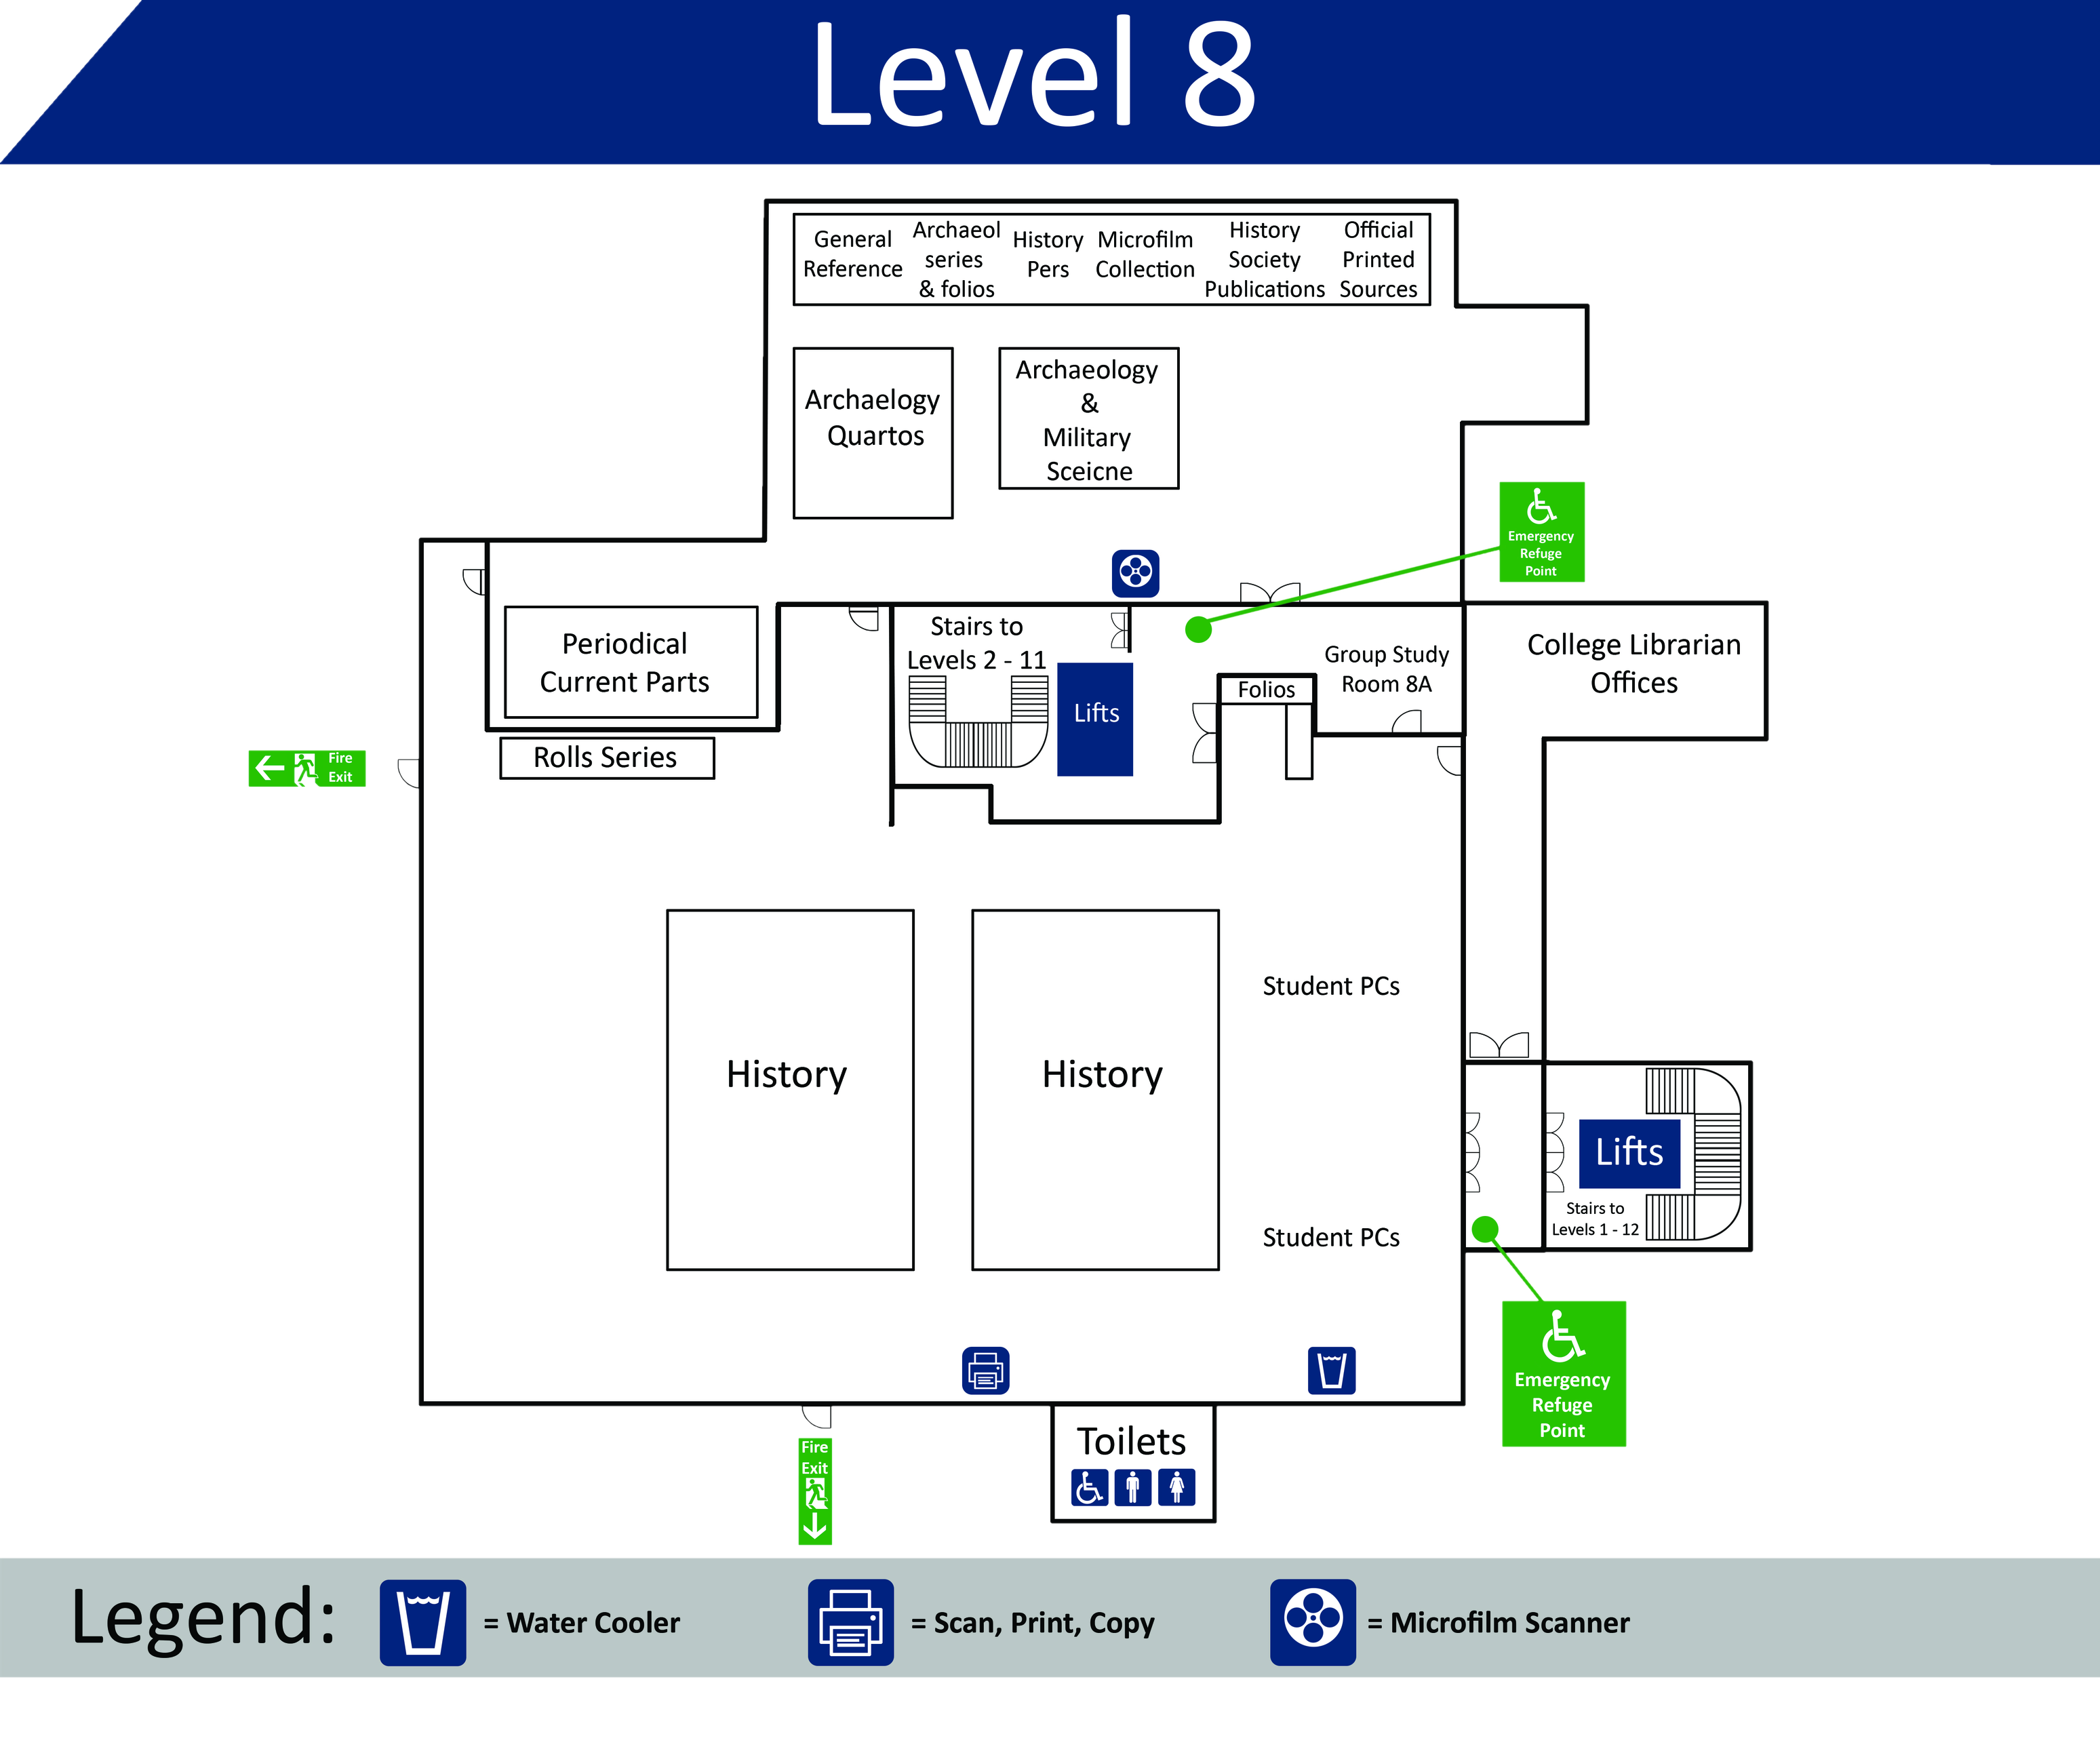 Level 8
General
Reference
Archaeol
series
& folios
History
Pers
Microfilm
Collection
History
Society
Publications
Official
Printed
Sources
Archaelogy
Quartos
Archaeology
&
Military
Sceicne
Emergency
Refuge
Point
Periodical
Current Parts
Stairs to
Levels 2 - 11
Lifts
Folios
Group Study
Room 8A
College Librarian
Offices
Rolls Series
Fire
Exit
History
History
Student PCs
Student PCs
Lifts
Stairs to
Levels 1 - 12
Emergency
Refuge
Point
Toilets
Fire
Exit
Legend:
= Water Cooler
= Scan, Print, Copy
= Microfilm Scanner